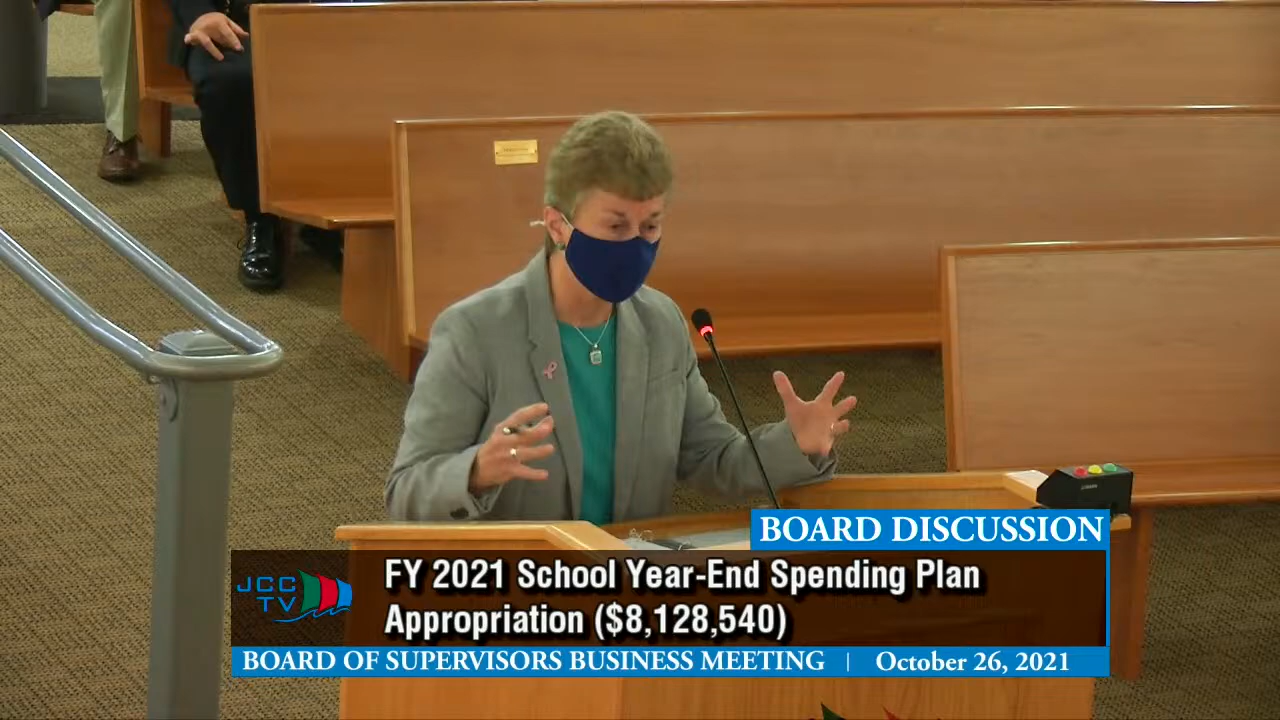 BOARD DISCUSSION
JCC
TV
FY 2021 School Year-End Spending Plan
Appropriation ($8,128,540)
BOARD OF SUPERVISORS BUSINESS MEETING | October 26, 2021